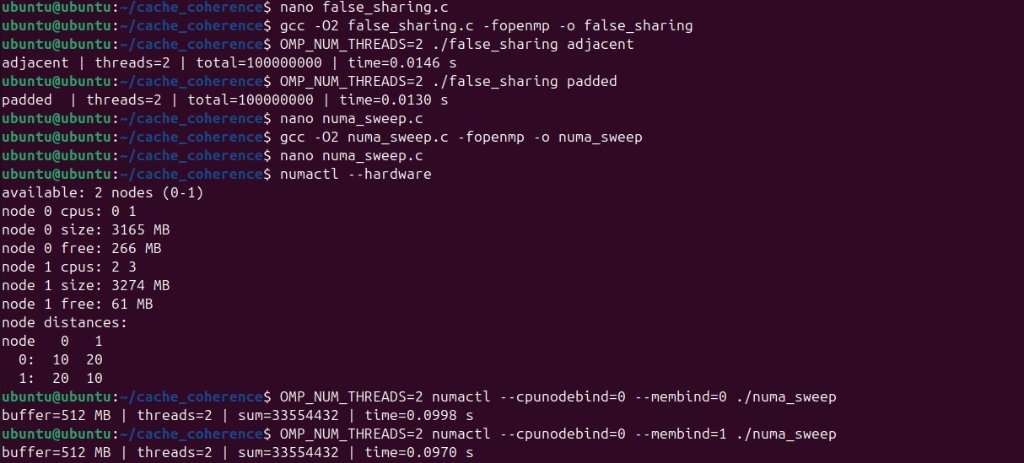 ubuntu@ubuntu:~/cache_coherence$ nano false_sharing.c
ubuntu@ubuntu:~/cache_coherence$ gcc -O2 false_sharing.c -fopenmp -o false_sharing
ubuntu@ubuntu:~/cache_coherence$ OMP_NUM_THREADS=2 ./false_sharing adjacent
adjacent | threads=2 | total=100000000 | time=0.0146 s
ubuntu@ubuntu:~/cache_coherence$ OMP_NUM_THREADS=2 ./false_sharing padded
padded  | threads=2 | total=100000000 | time=0.0130 s
ubuntu@ubuntu:~/cache_coherence$ nano numa_sweep.c
ubuntu@ubuntu:~/cache_coherence$ gcc -O2 numa_sweep.c -fopenmp -o numa_sweep
ubuntu@ubuntu:~/cache_coherence$ nano numa_sweep.c
ubuntu@ubuntu:~/cache_coherence$ numactl --hardware
available: 2 nodes (0-1)
node 0 cpus: 0 1
node 0 size: 3165 MB
node 0 free: 266 MB
node 1 cpus: 2 3
node 1 size: 3274 MB
node 1 free: 61 MB
node distances:
node   0   1
  0:  10  20
  1:  20  10
ubuntu@ubuntu:~/cache_coherence$ OMP_NUM_THREADS=2 numactl --cpunodebind=0 --membind=0 ./numa_sweep
buffer=512 MB | threads=2 | sum=33554432 | time=0.0998 s
ubuntu@ubuntu:~/cache_coherence$ OMP_NUM_THREADS=2 numactl --cpunodebind=0 --membind=1 ./numa_sweep
buffer=512 MB | threads=2 | sum=33554432 | time=0.0970 s